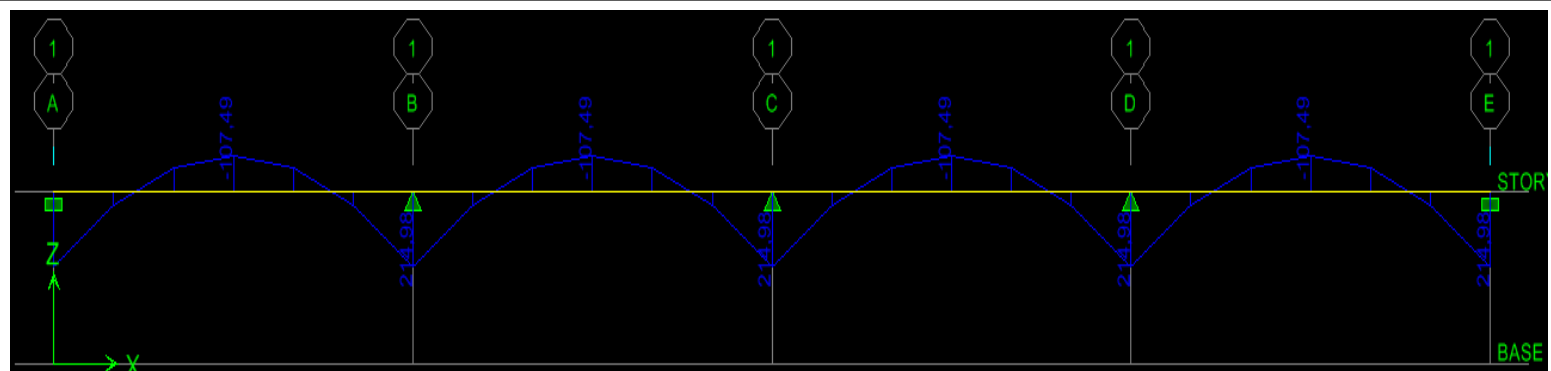 1 1 1 1 1
A B C D E
-107.49 -107.49 -107.49 -107.49
STORY
214.98 214.98 214.98 214.98
Z
X
BASE